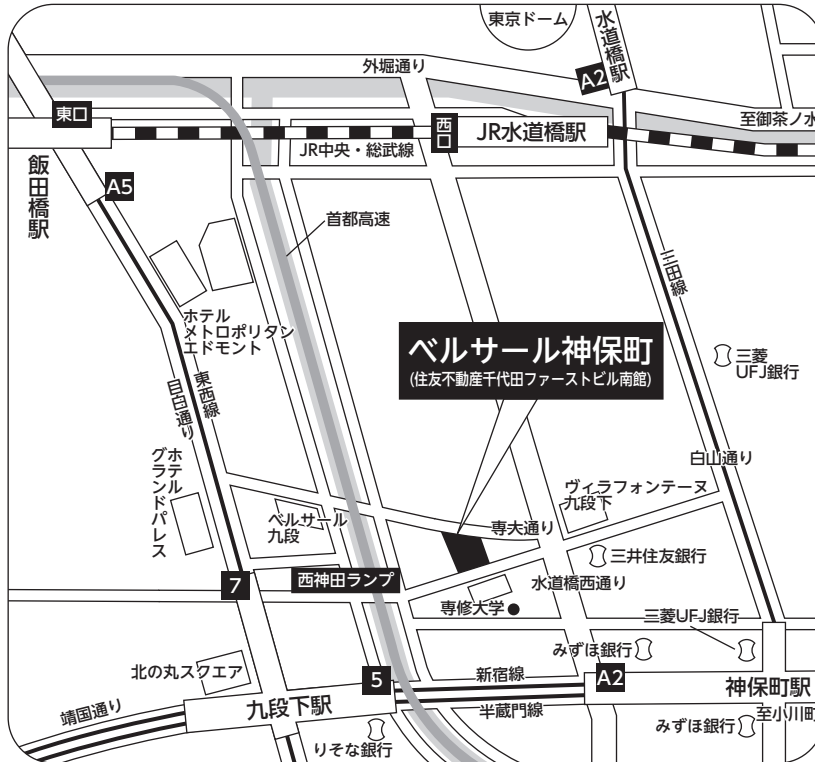 東京ドーム
水道橋駅
外堀通り
A2
東口
西口
JR水道橋駅
至御茶ノ水
JR中央・総武線
飯田橋駅
A5
首都高速
三田線
ホテル
メトロポリタン
エドモント
ベルサール神保町
(住友不動産千代田ファーストビル南館)
三菱
UFJ銀行
東西線
目白通り
白山通り
ホテル
グランドパレス
ヴィラフォンテーヌ
九段下
ベルサール
九段
専大通り
三井住友銀行
7
西神田ランプ
水道橋西通り
専修大学
三菱UFJ銀行
みずほ銀行
北の丸スクエア
5
新宿線
A2
神保町駅
靖国通り
九段下駅
半蔵門線
みずほ銀行
至小川町
りそな銀行